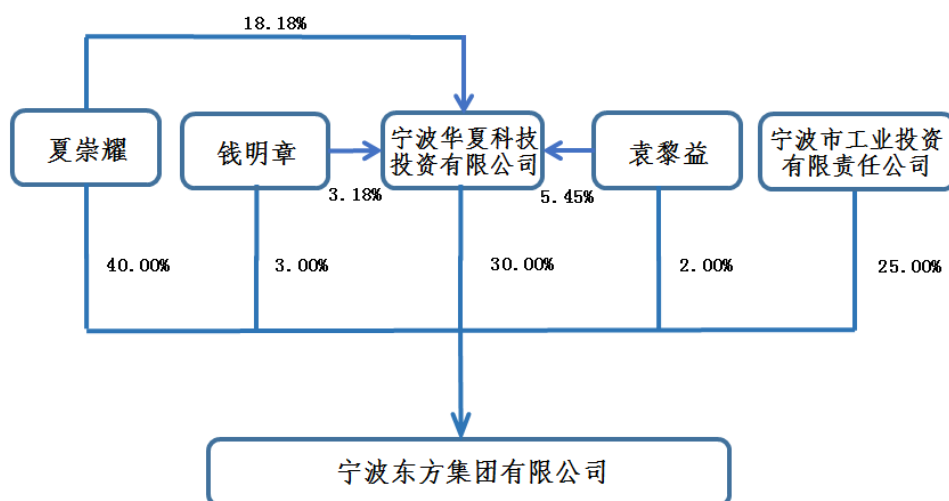 18.18%
夏崇耀
钱明章
宁波华夏科技
投资有限公司
袁黎益
宁波市工业投资
有限责任公司
3.18%
5.45%
40.00%
3.00%
30.00%
2.00%
25.00%
宁波东方集团有限公司